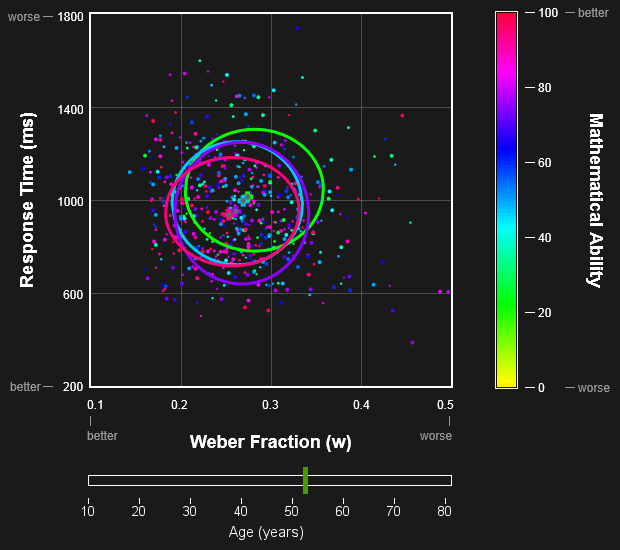 worse
1800
1400
1000
600
better
200
Response Time (ms)
0.1
0.2
0.3
0.4
0.5
better
worse
Weber Fraction (w)
10
20
30
40
50
60
70
80
Age (years)
100
better
80
60
40
20
0
worse
Mathematical Ability